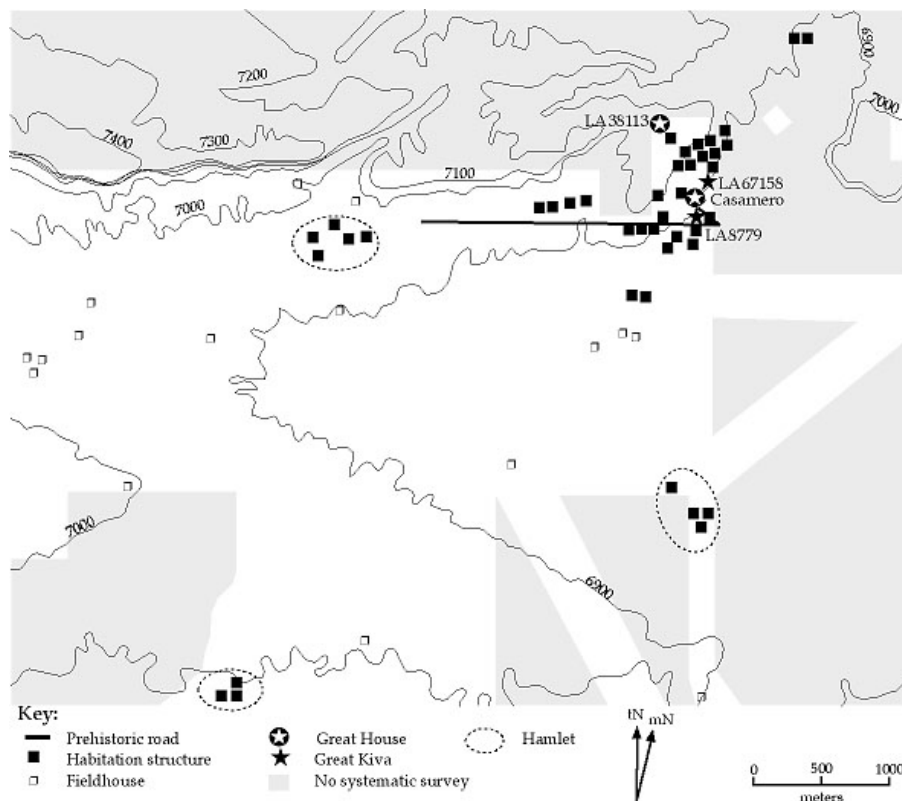 6900
7200
7000
LA38113
7400
7300
7100
LA67158
7000
Casamero
LA8779
7000
6900
Key:
tN mN
Prehistoric road
Great House
Hamlet
Habitation structure
Great Kiva
Fieldhouse
No systematic survey
0 500 1000
meters